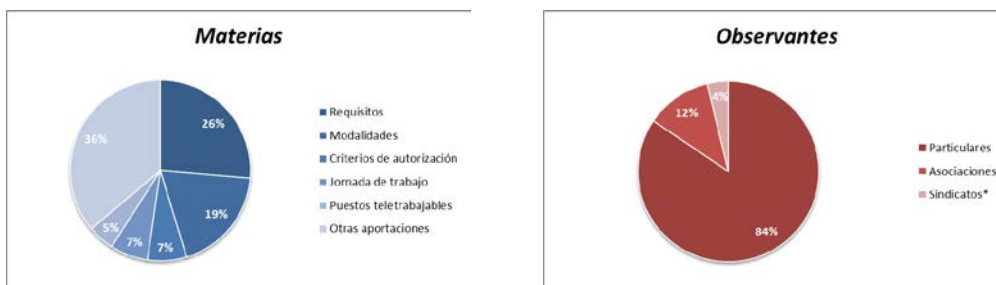 Materias
26%
19%
7%
7%
5%
36%
Requisitos
Modalidades
Criterios de autorización
Jornada de trabajo
Puestos teletrabajables
Otras aportaciones
Observantes
4%
12%
84%
Particulares
Asociaciones
Sindicatos*